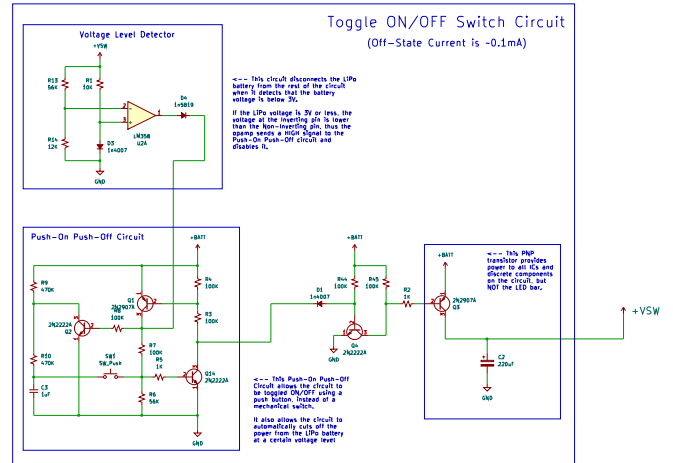 Toggle ON/OFF Switch Circuit
(Off-State Current is ~0.1mA)
Voltage Level Detector
+VSW
R13
56K
R1
10K
D4
1n5819
2
3
1
LM358
U2A
R14
12K
D3
1n4007
GND
<-- This circuit disconnects the LiPo
battery from the rest of the circuit
when it detects that the battery
voltage is below 3V.
If the LiPo voltage is 3V or less, the
voltage at the Inverting pin is lower
than the Non-Inverting pin, thus the
opamp sends a HIGH signal to the
Push-On Push-Off circuit and
disables it.
Push-On Push-Off Circuit
+BATT
R9
470K
R4
100K
Q1
2N2907A
R8
100K
R3
100K
2N2222A
Q2
R10
470K
SW1
SW_Push
R7
100K
R5
1K
Q14
2N2222A
C3
1uF
R6
56K
GND
D1
1n4007
+BATT
R44
100K
R45
100K
R2
1K
GND
Q4
2N2222A
+BATT
<-- This PNP
transistor provides
power to all ICs and
discrete components
on the circuit, but
NOT the LED bar,
2N2907A
Q3
C2
220uF
GND
+VSW
<-- This Push-On Push-Off
Circuit allows the circuit to
be toggled ON/OFF using a
push button, instead of a
mechanical switch.
It also allows the circuit to
automatically cuts off the
power from the LiPo battery
at a certain voltage level